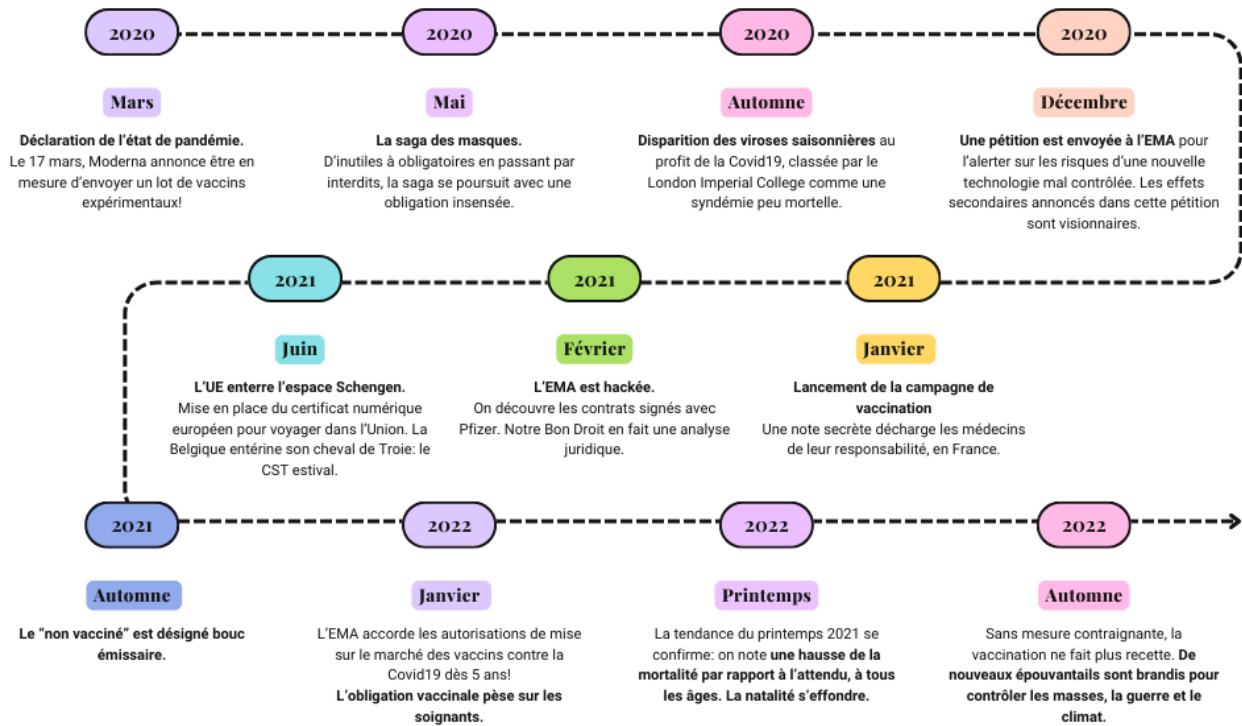 2020
Mars
Déclaration de l’état de pandémie.
Le 17 mars, Moderna annonce être en
mesure d’envoyer un lot de vaccins
expérimentaux!
2020
Mai
La saga des masques.
D’inutiles à obligatoires en passant par
interdits, la saga se poursuit avec une
obligation insensée.
2020
Automne
Disparition des viroses saisonnières au
profit de la Covid19, classée par le
London Imperial College comme une
syndémie peu mortelle.
2020
Décembre
Une pétition est envoyée à l’EMA pour
l’alerter sur les risques d’une nouvelle
technologie mal contrôlée. Les effets
secondaires annoncés dans cette pétition
sont visionnaires.
2021
Janvier
Lancement de la campagne de
vaccination
Une note secrète décharge les médecins
de leur responsabilité, en France.
2021
Février
L’EMA est hackée.
On découvre les contrats signés avec
Pfizer. Notre Bon Droit en fait une analyse
juridique.
2021
Juin
L’UE enterre l’espace Schengen.
Mise en place du certificat numérique
européen pour voyager dans l’Union. La
Belgique entérine son cheval de Troie: le
CST estival.
2021
Automne
Le “non vacciné” est désigné bouc
émissaire.
2022
Janvier
L’EMA accorde les autorisations de mise
sur le marché des vaccins contre la
Covid19 dès 5 ans!
L’obligation vaccinale pèse sur les
soignants.
2022
Printemps
La tendance du printemps 2021 se
confirme: on note une hausse de la
mortalité par rapport à l’attendu, à tous
les âges. La natalité s’effondre.
2022
Automne
Sans mesure contraignante, la
vaccination ne fait plus recette. De
nouveaux épouvantails sont brandis pour
contrôler les masses, la guerre et le
climat.